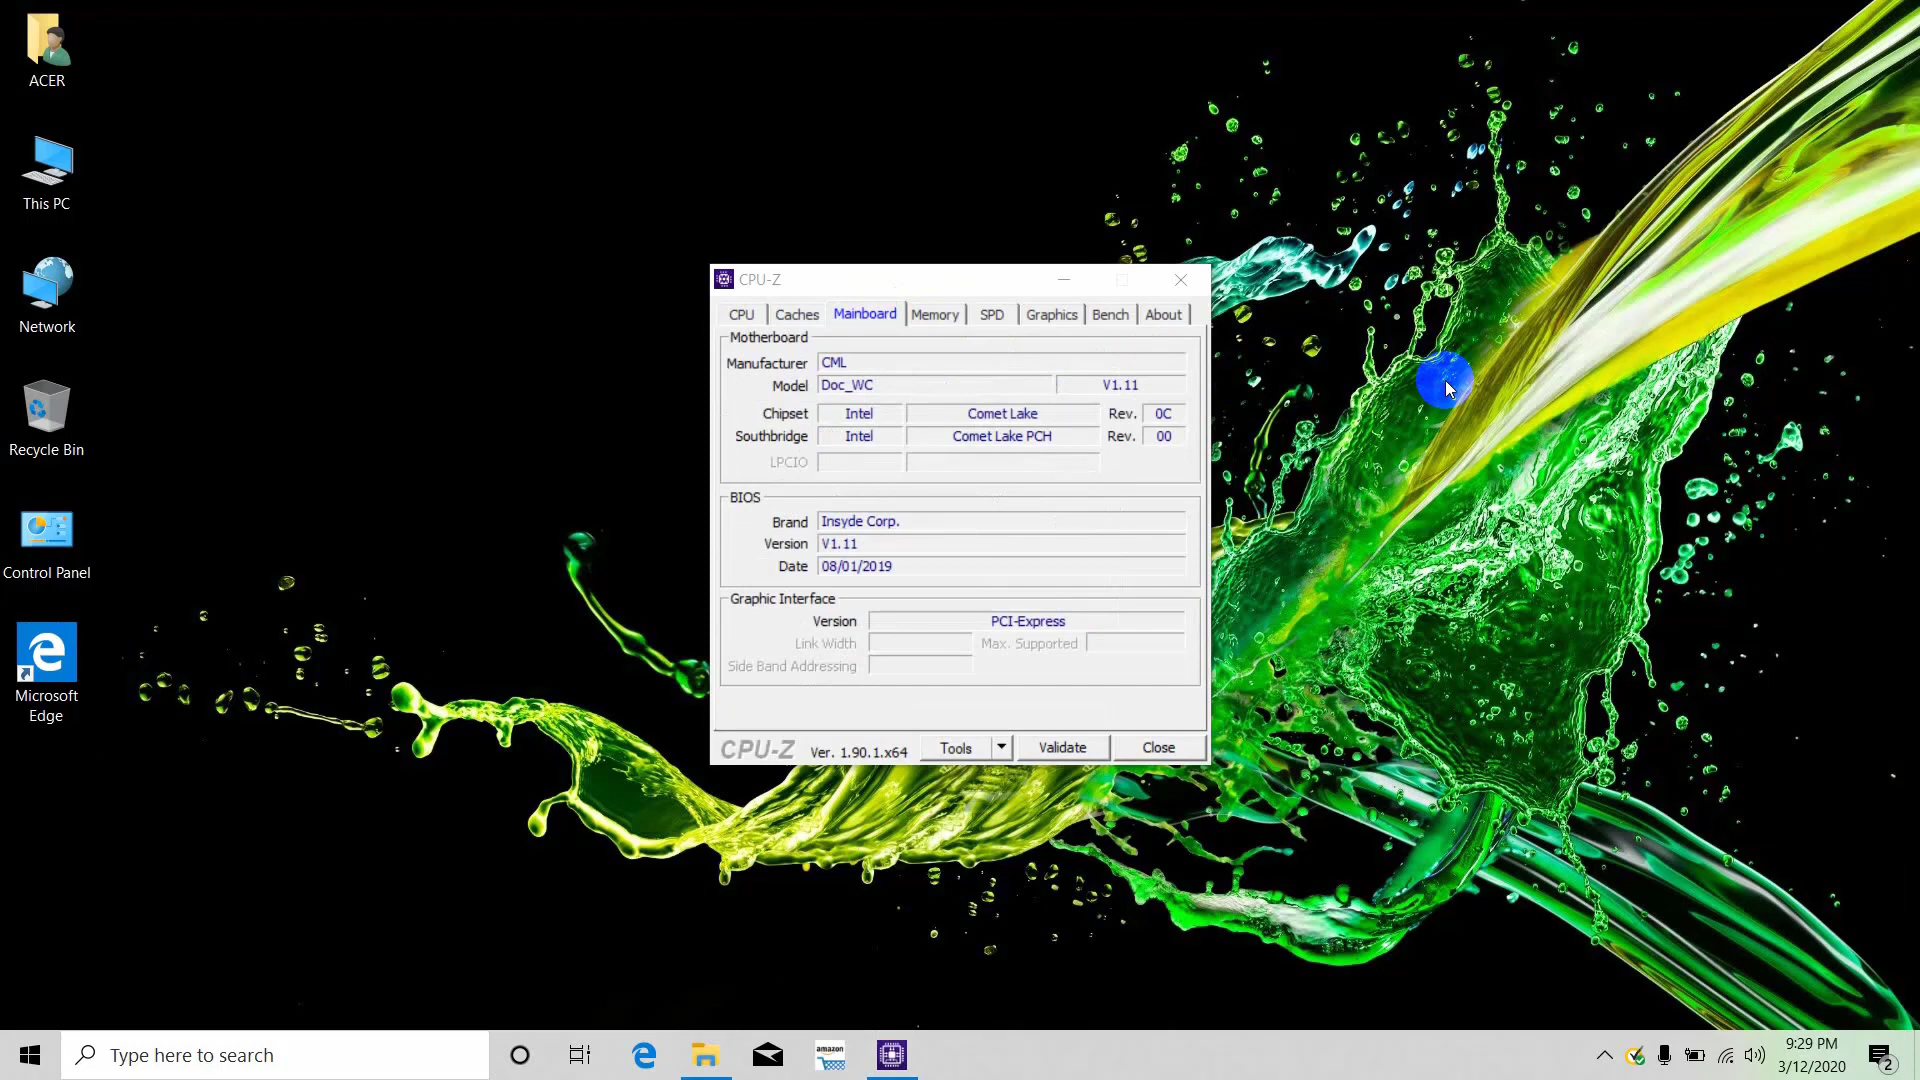 ACER
This PC
Network
Recycle Bin
Control Panel
Microsoft
Edge
CPU-Z
CPU Caches Mainboard Memory SPD Graphics Bench About
Motherboard
Manufacturer CML
Model Doc_WC V1.11
Chipset Intel Comet Lake Rev. 0C
Southbridge Intel Comet Lake PCH Rev. 00
LPCIO
BIOS
Brand Insyde Corp.
Version V1.11
Date 08/01/2019
Graphic Interface
Version PCI-Express
Link Width Max. Supported
Side Band Addressing
CPU-Z Ver. 1.90.1.x64 Tools Validate Close
Type here to search
amazon
9:29 PM
3/12/2020
2